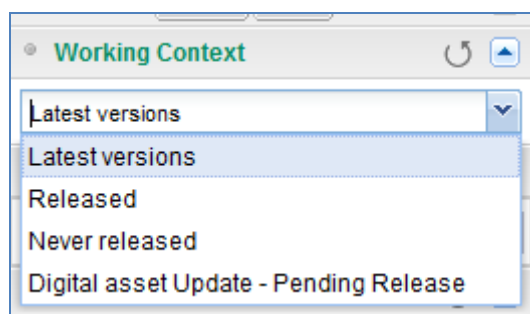 Working Context
Latest versions
Latest versions
Released
Never released
Digital asset Update - Pending Release